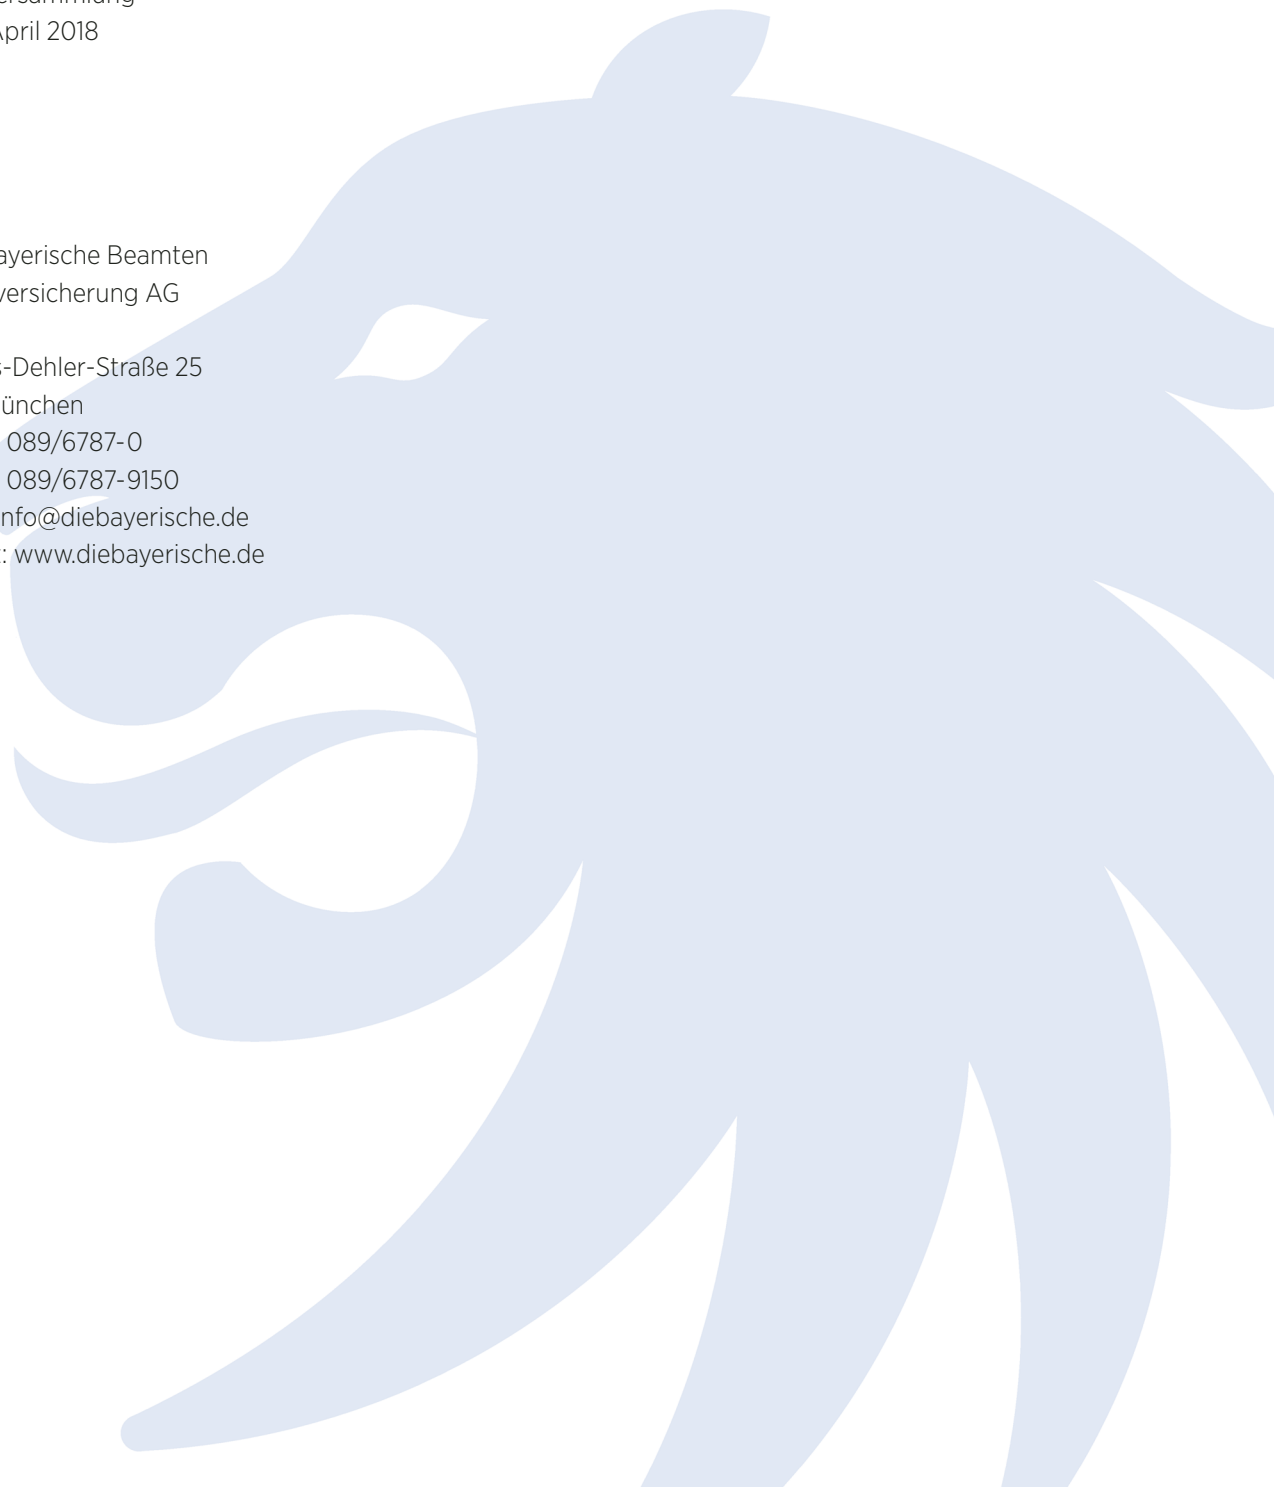 ersammlung
April 2018
ayerische Beamten
versicherung AG
s-Dehler-Straße 25
ünchen
089/6787-0
089/6787-9150
nfo@diebayerische.de
: www.diebayerische.de